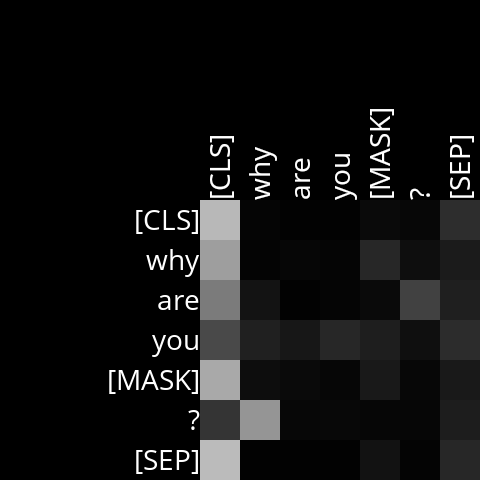 [CLS] why are you [MASK] ? [SEP]
[CLS]
why
are
you
[MASK]
?
[SEP]